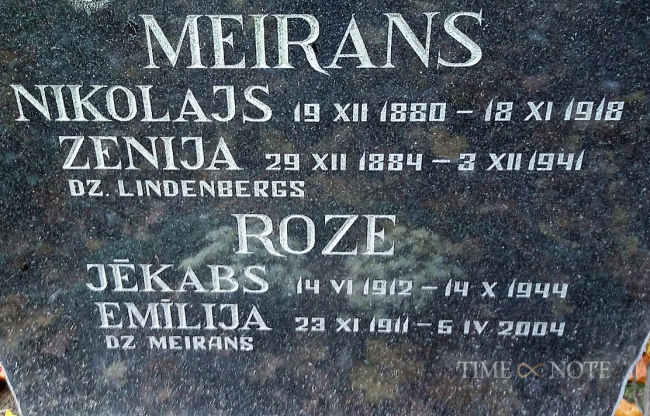 MEIRANS
NIKOLAJS 19 XII 1880 – 18 XI 1918
ZENIJA 29 XII 1884 – 3 XII 1941
DZ. LINDENBERGS
ROZE
JĒKABS 14 VI 1912 – 14 X 1944
EMĪLIJA 23 XI 1911 – 6 IV 2004
DZ MEIRANS
TIME NOTE